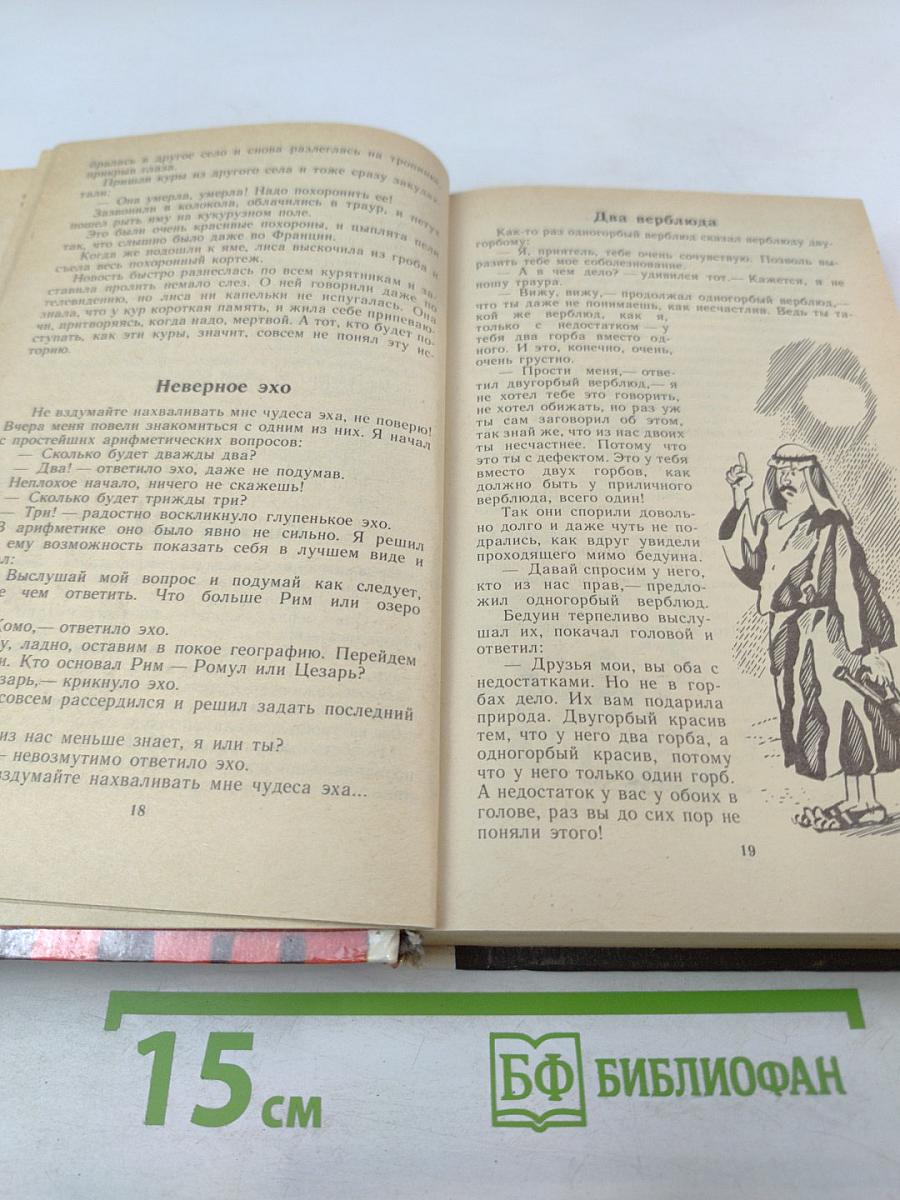 бралась в другое село и снова разлеглась на тропинке,
прикрыв глаза.
Пришли куры из другого села и тоже сразу закудах-
тали:
— Она умерла, умерла! Надо похоронить ее!
Зазвонили в колокола, облачились в траур, и петух
пошел рыть яму на кукурузном поле.
Это были очень красивые похороны, и цыплята пели
так, что слышно было даже во Франции.
Когда же подошли к яме, лиса выскочила из гроба и
съела весь похоронный кортеж.
Новость быстро разнеслась по всем курятникам и за-
ставила пролить немало слез. О ней говорили даже по
телевидению, но лиса ни капельки не испугалась. Она
знала, что у кур короткая память, и жила себе припеваю-
чи, притворяясь, когда надо, мертвой. А тот, кто будет по-
ступать, как эти куры, значит, совсем не понял эту ис-
торию.
Неверное эхо
Не вздумайте нахваливать мне чудеса эха, не поверю!
Вчера меня повели знакомиться с одним из них. Я начал
с простейших арифметических вопросов:
— Сколько будет дважды два?
— Два! — ответило эхо, даже не подумав.
Неплохое начало, ничего не скажешь!
— Сколько будет трижды три?
— Три! — радостно воскликнуло глупенькое эхо.
В арифметике оно было явно не сильно. Я решил
ему возможность показать себя в лучшем виде и
л:
Выслушай мой вопрос и подумай как следует,
е чем ответить. Что больше Рим или озеро
Комо,— ответило эхо.
у, ладно, оставим в покое географию. Перейдем
и. Кто основал Рим — Ромул или Цезарь?
зарь,— крикнуло эхо.
совсем рассердился и решил задать последний
из нас меньше знает, я или ты?
— невозмутимо ответило эхо.
вздумайте нахваливать мне чудеса эха...
18
Два верблюда
Как-то раз одногорбый верблюд сказал верблюду дву-
горбому:
— Я, приятель, тебе очень сочувствую. Позволь вы-
разить тебе мое соболезнование.
— А в чем дело? — удивился тот.— Кажется, я не
ношу траура.
— Вижу, вижу,— продолжал одногорбый верблюд,—
что ты даже не понимаешь, как несчастлив. Ведь ты та-
кой же верблюд, как я,
только с недостатком — у
тебя два горба вместо од-
ного. И это, конечно, очень,
очень грустно.
— Прости меня,— отве-
тил двугорбый верблюд,— я
не хотел тебе это говорить,
не хотел обижать, но раз уж
ты сам заговорил об этом,
так знай же, что из нас двоих
ты несчастнее. Потому что
это ты с дефектом. Это у тебя
вместо двух горбов, как
должно быть у приличного
верблюда, всего один!
Так они спорили доволь-
но долго и даже чуть не по-
дрались, как вдруг увидели
проходящего мимо бедуина.
— Давай спросим у него,
кто из нас прав,— предло-
жил одногорбый верблюд.
Бедуин терпеливо выслу-
шал их, покачал головой и
ответил:
— Друзья мои, вы оба с
недостатками. Но не в гор-
бах дело. Их вам подарила
природа. Двугорбый красив
тем, что у него два горба, а
одногорбый красив, потому
что у него только один горб.
А недостаток у вас у обоих в
голове, раз вы до сих пор не
поняли этого!
19
15 см
БФ БИБЛИОФАН